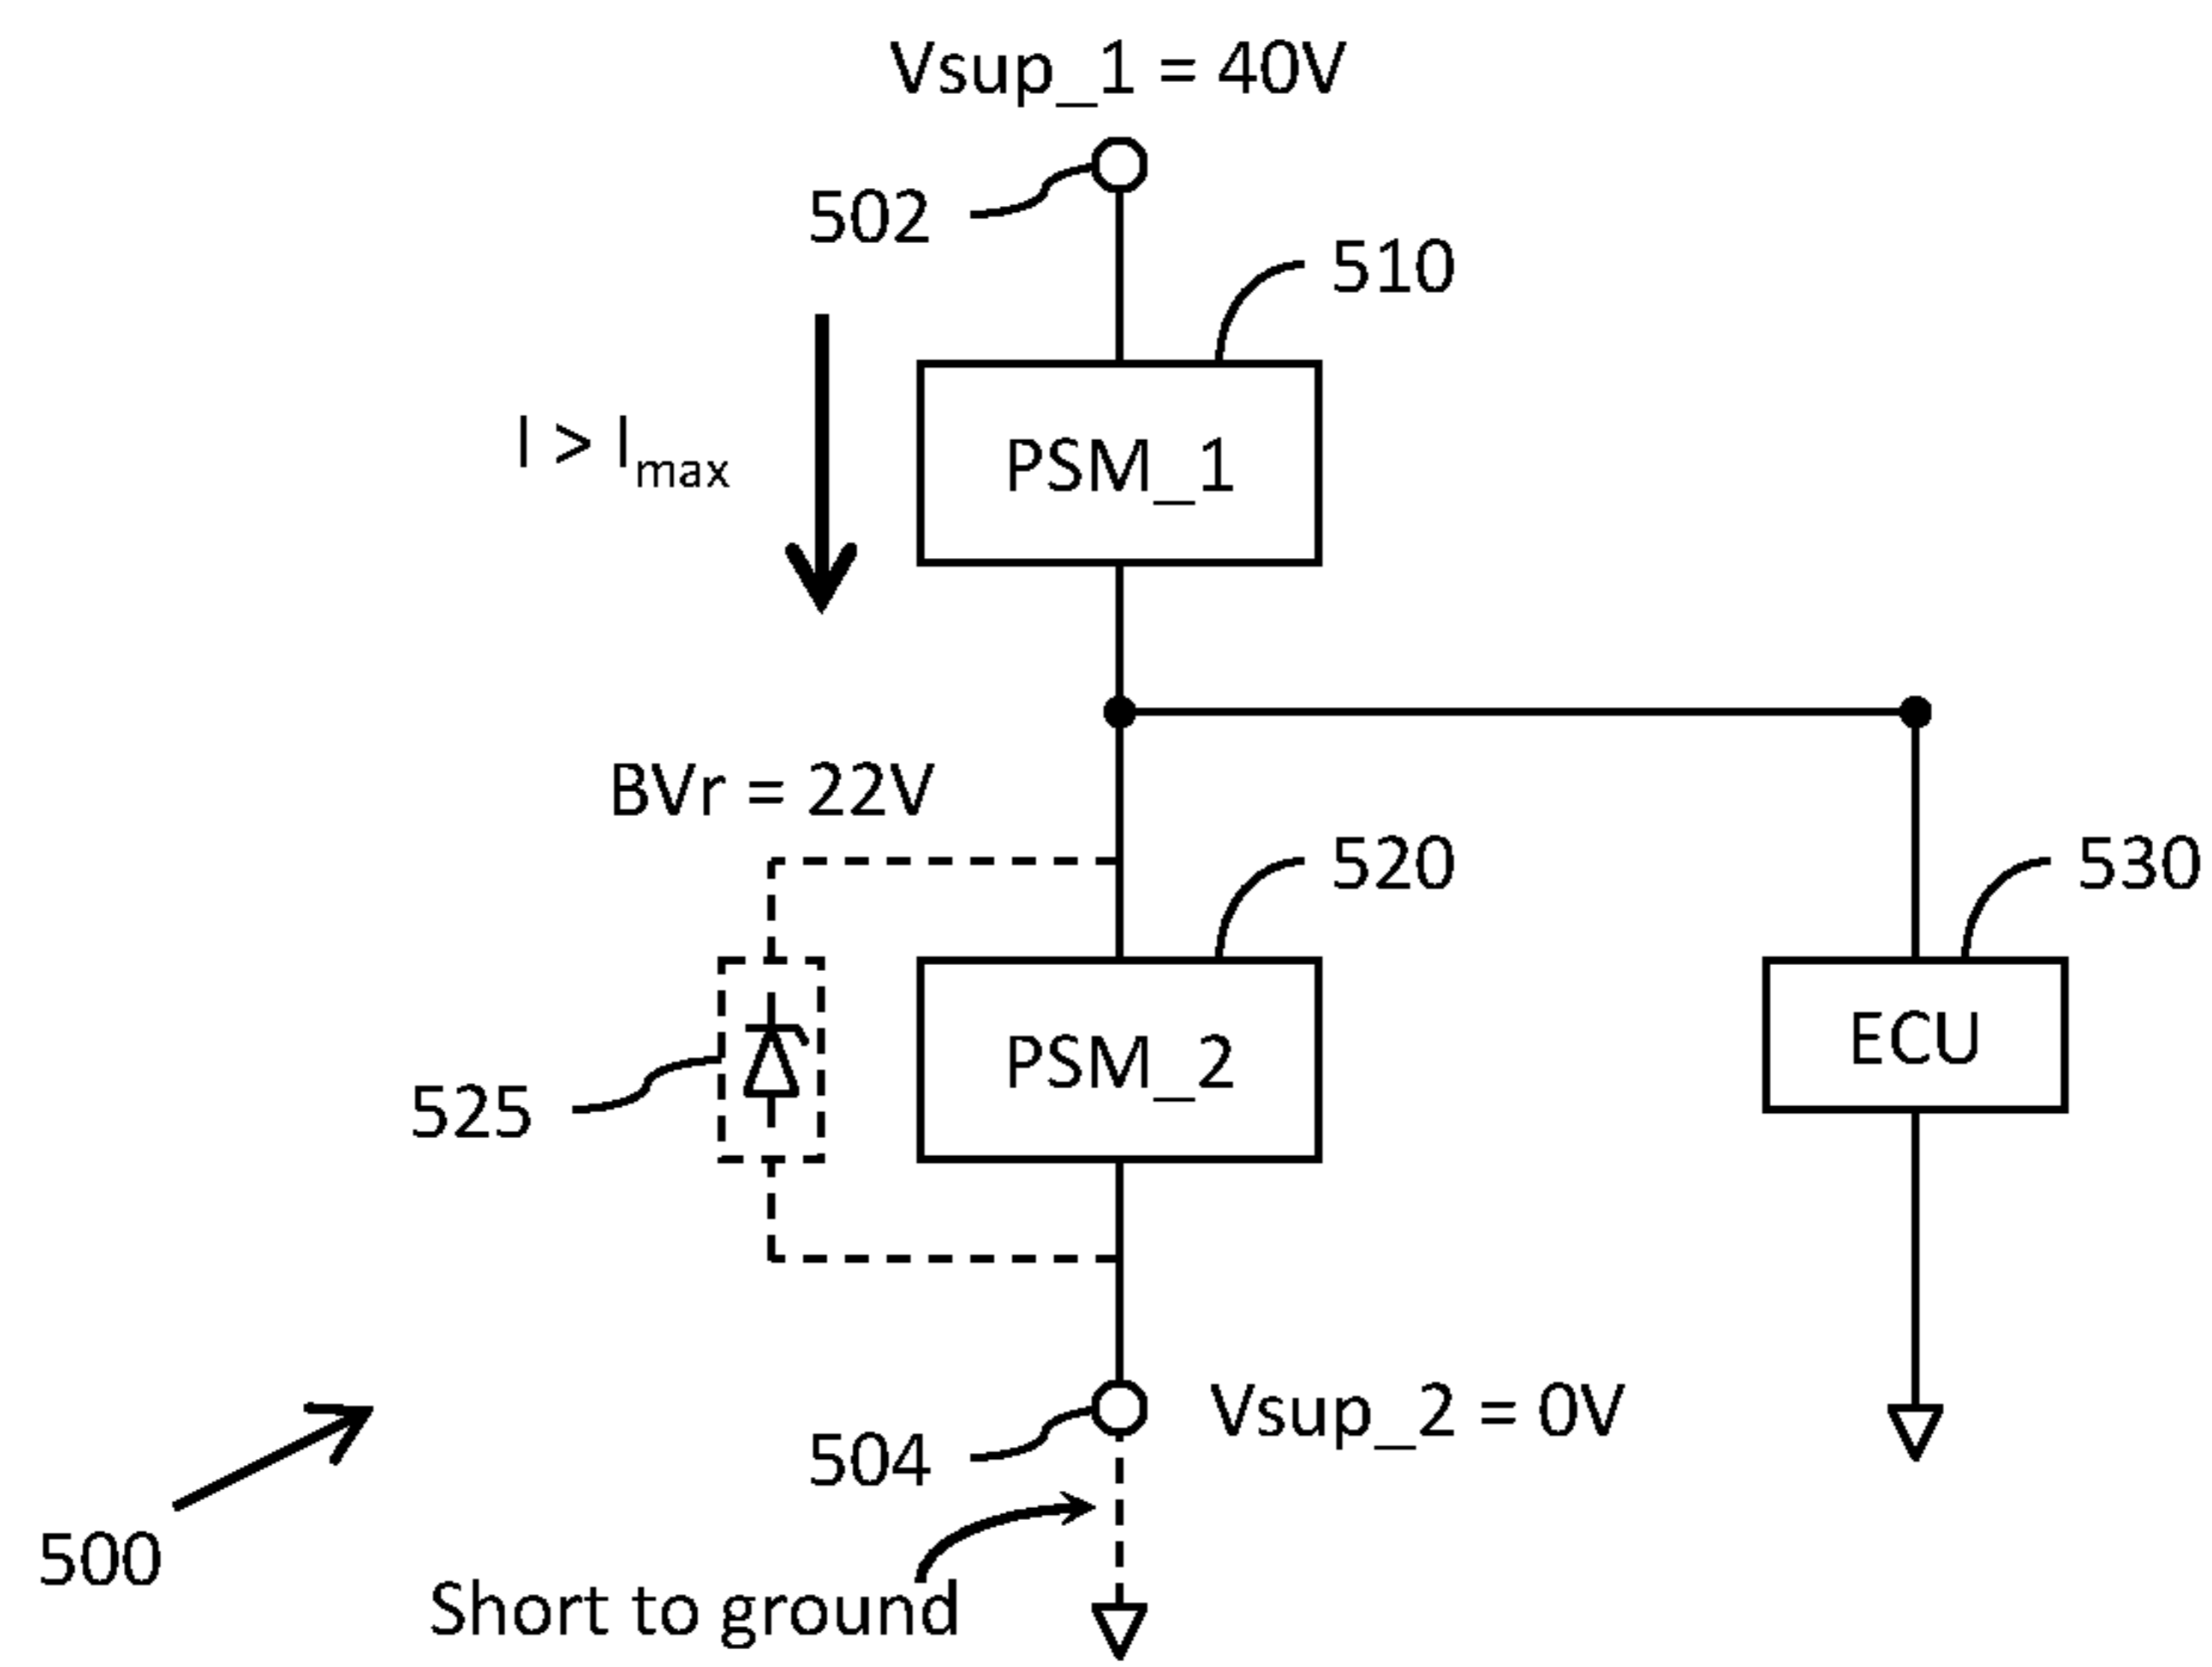 Vsup_1 = 40V
502
510
I > Imax
PSM_1
BVr = 22V
520
530
PSM_2
ECU
525
Vsup_2 = 0V
504
500
Short to ground